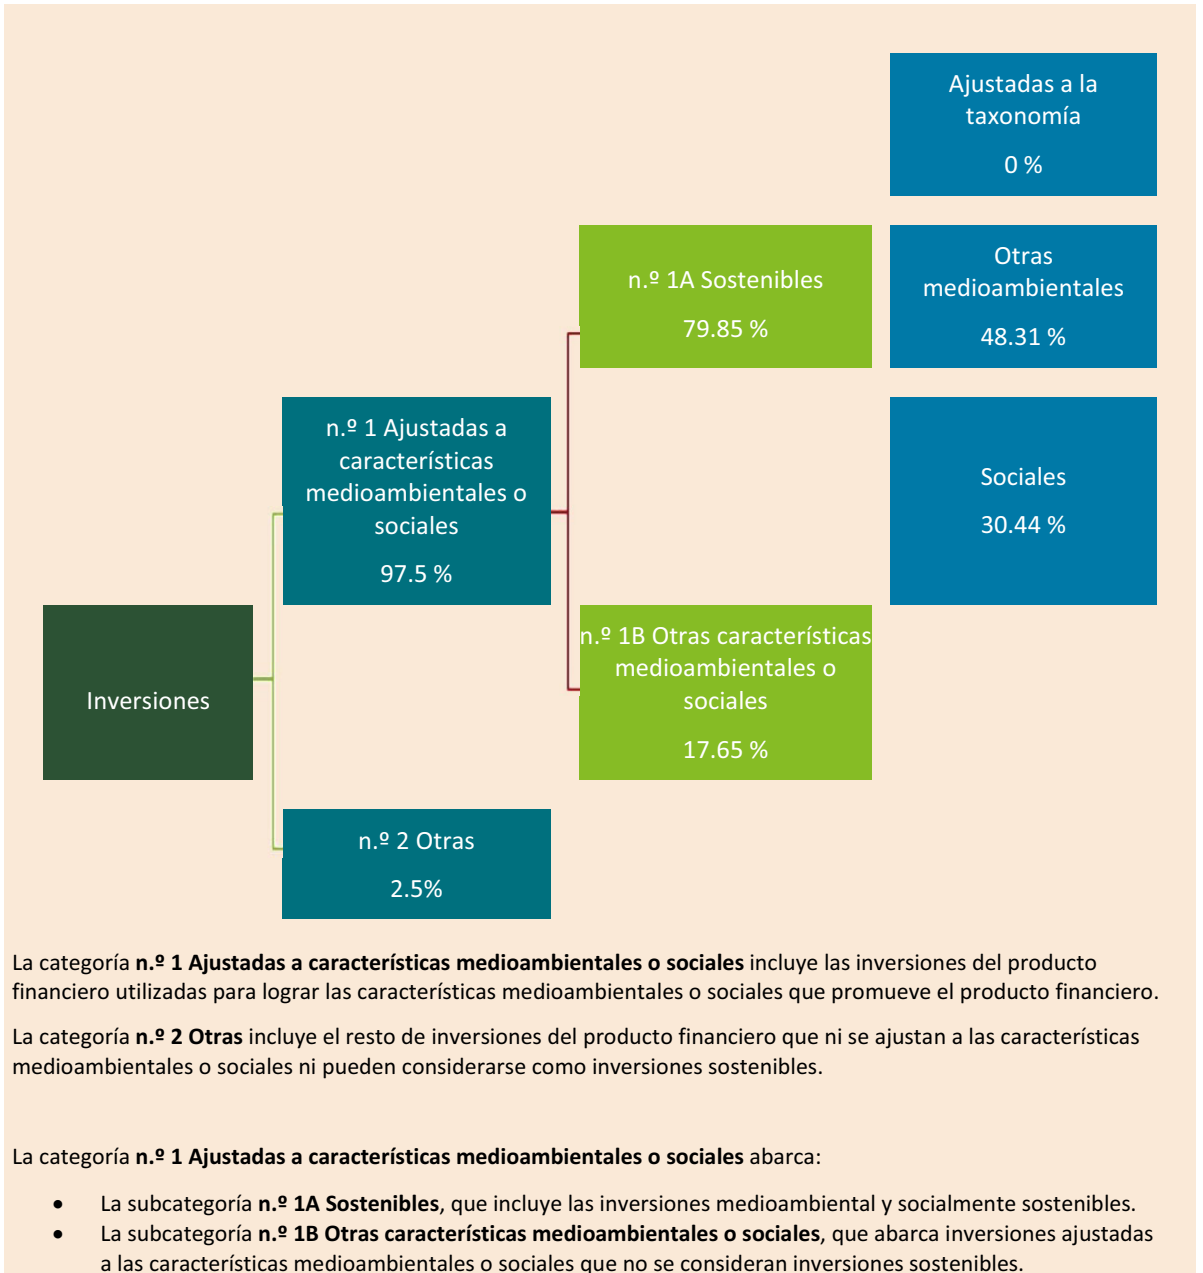 Ajustadas a la
taxonomía
0 %
n.º 1A Sostenibles
79.85 %
Otras
medioambientales
48.31 %
n.º 1 Ajustadas a
características
medioambientales o
sociales
97.5 %
Sociales
30.44 %
Inversiones
n.º 1B Otras características
medioambientales o
sociales
17.65 %
n.º 2 Otras
2.5%
La categoría n.º 1 Ajustadas a características medioambientales o sociales incluye las inversiones del producto
financiero utilizadas para lograr las características medioambientales o sociales que promueve el producto financiero.
La categoría n.º 2 Otras incluye el resto de inversiones del producto financiero que ni se ajustan a las características
medioambientales o sociales ni pueden considerarse como inversiones sostenibles.
La categoría n.º 1 Ajustadas a características medioambientales o sociales abarca:
• La subcategoría n.º 1A Sostenibles, que incluye las inversiones medioambiental y socialmente sostenibles.
• La subcategoría n.º 1B Otras características medioambientales o sociales, que abarca inversiones ajustadas
a las características medioambientales o sociales que no se consideran inversiones sostenibles.